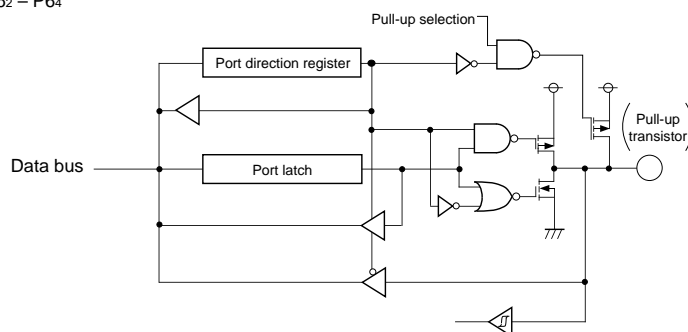 Pull-up selection
Port direction register
(Pull-up
transistor)
Data bus
Port latch